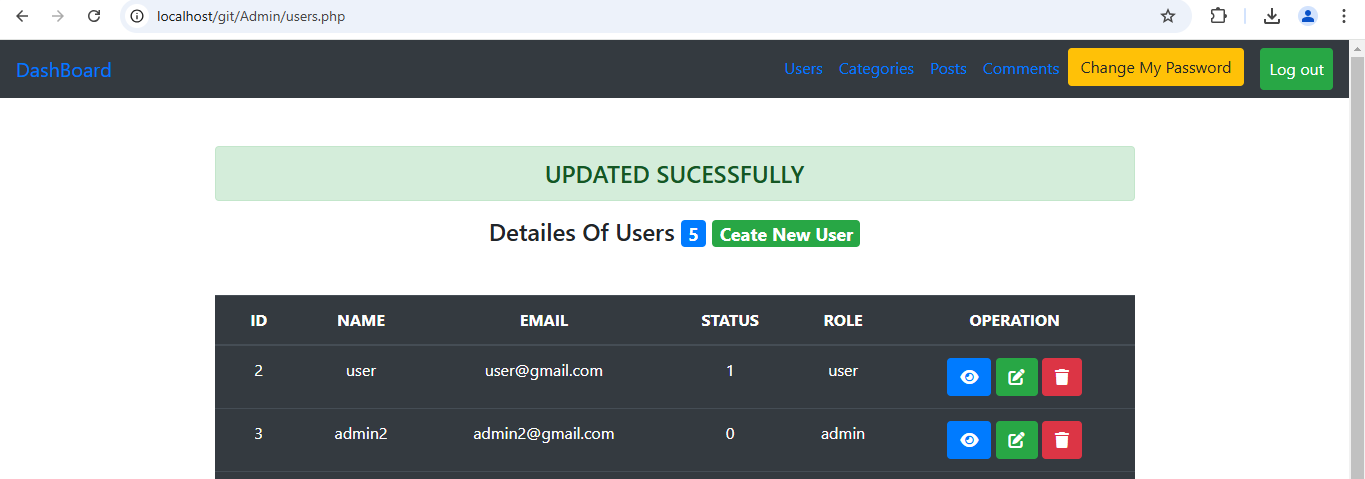 localhost/git/Admin/users.php
DashBoard Users Categories Posts Comments Change My Password Log out
UPDATED SUCESSFULLY
Detailes Of Users 5 Ceate New User
ID NAME EMAIL STATUS ROLE OPERATION
2 user user@gmail.com 1 user
3 admin2 admin2@gmail.com 0 admin